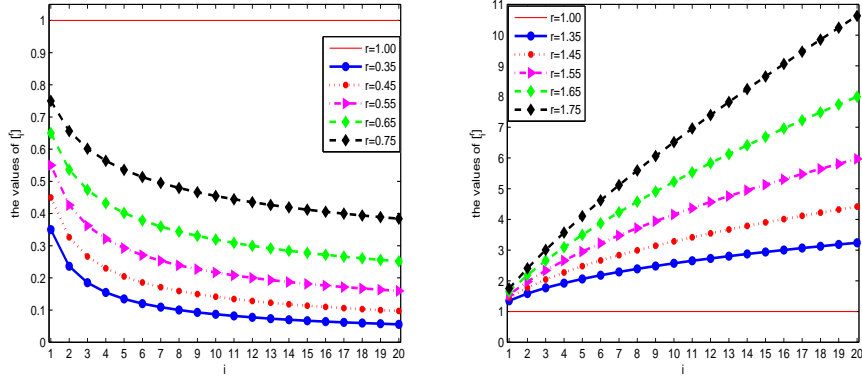 1
0.9
0.8
0.7
0.6
0.5
0.4
0.3
0.2
0.1
0
the values of
1 2 3 4 5 6 7 8 9 10 11 12 13 14 15 16 17 18 19 20
i
r=1.00
r=0.35
r=0.45
r=0.55
r=0.65
r=0.75
11
10
9
8
7
6
5
4
3
2
1
0
the values of
1 2 3 4 5 6 7 8 9 10 11 12 13 14 15 16 17 18 19 20
i
r=1.00
r=1.35
r=1.45
r=1.55
r=1.65
r=1.75